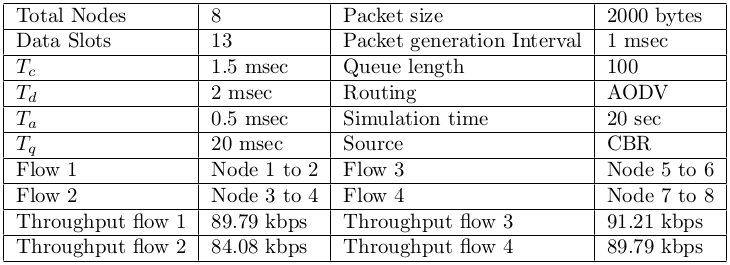 Total Nodes 8 Packet size 2000 bytes
Data Slots 13 Packet generation Interval 1 msec
T_c 1.5 msec Queue length 100
T_d 2 msec Routing AODV
T_a 0.5 msec Simulation time 20 sec
T_q 20 msec Source CBR
Flow 1 Node 1 to 2 Flow 3 Node 5 to 6
Flow 2 Node 3 to 4 Flow 4 Node 7 to 8
Throughput flow 1 89.79 kbps Throughput flow 3 91.21 kbps
Throughput flow 2 84.08 kbps Throughput flow 4 89.79 kbps